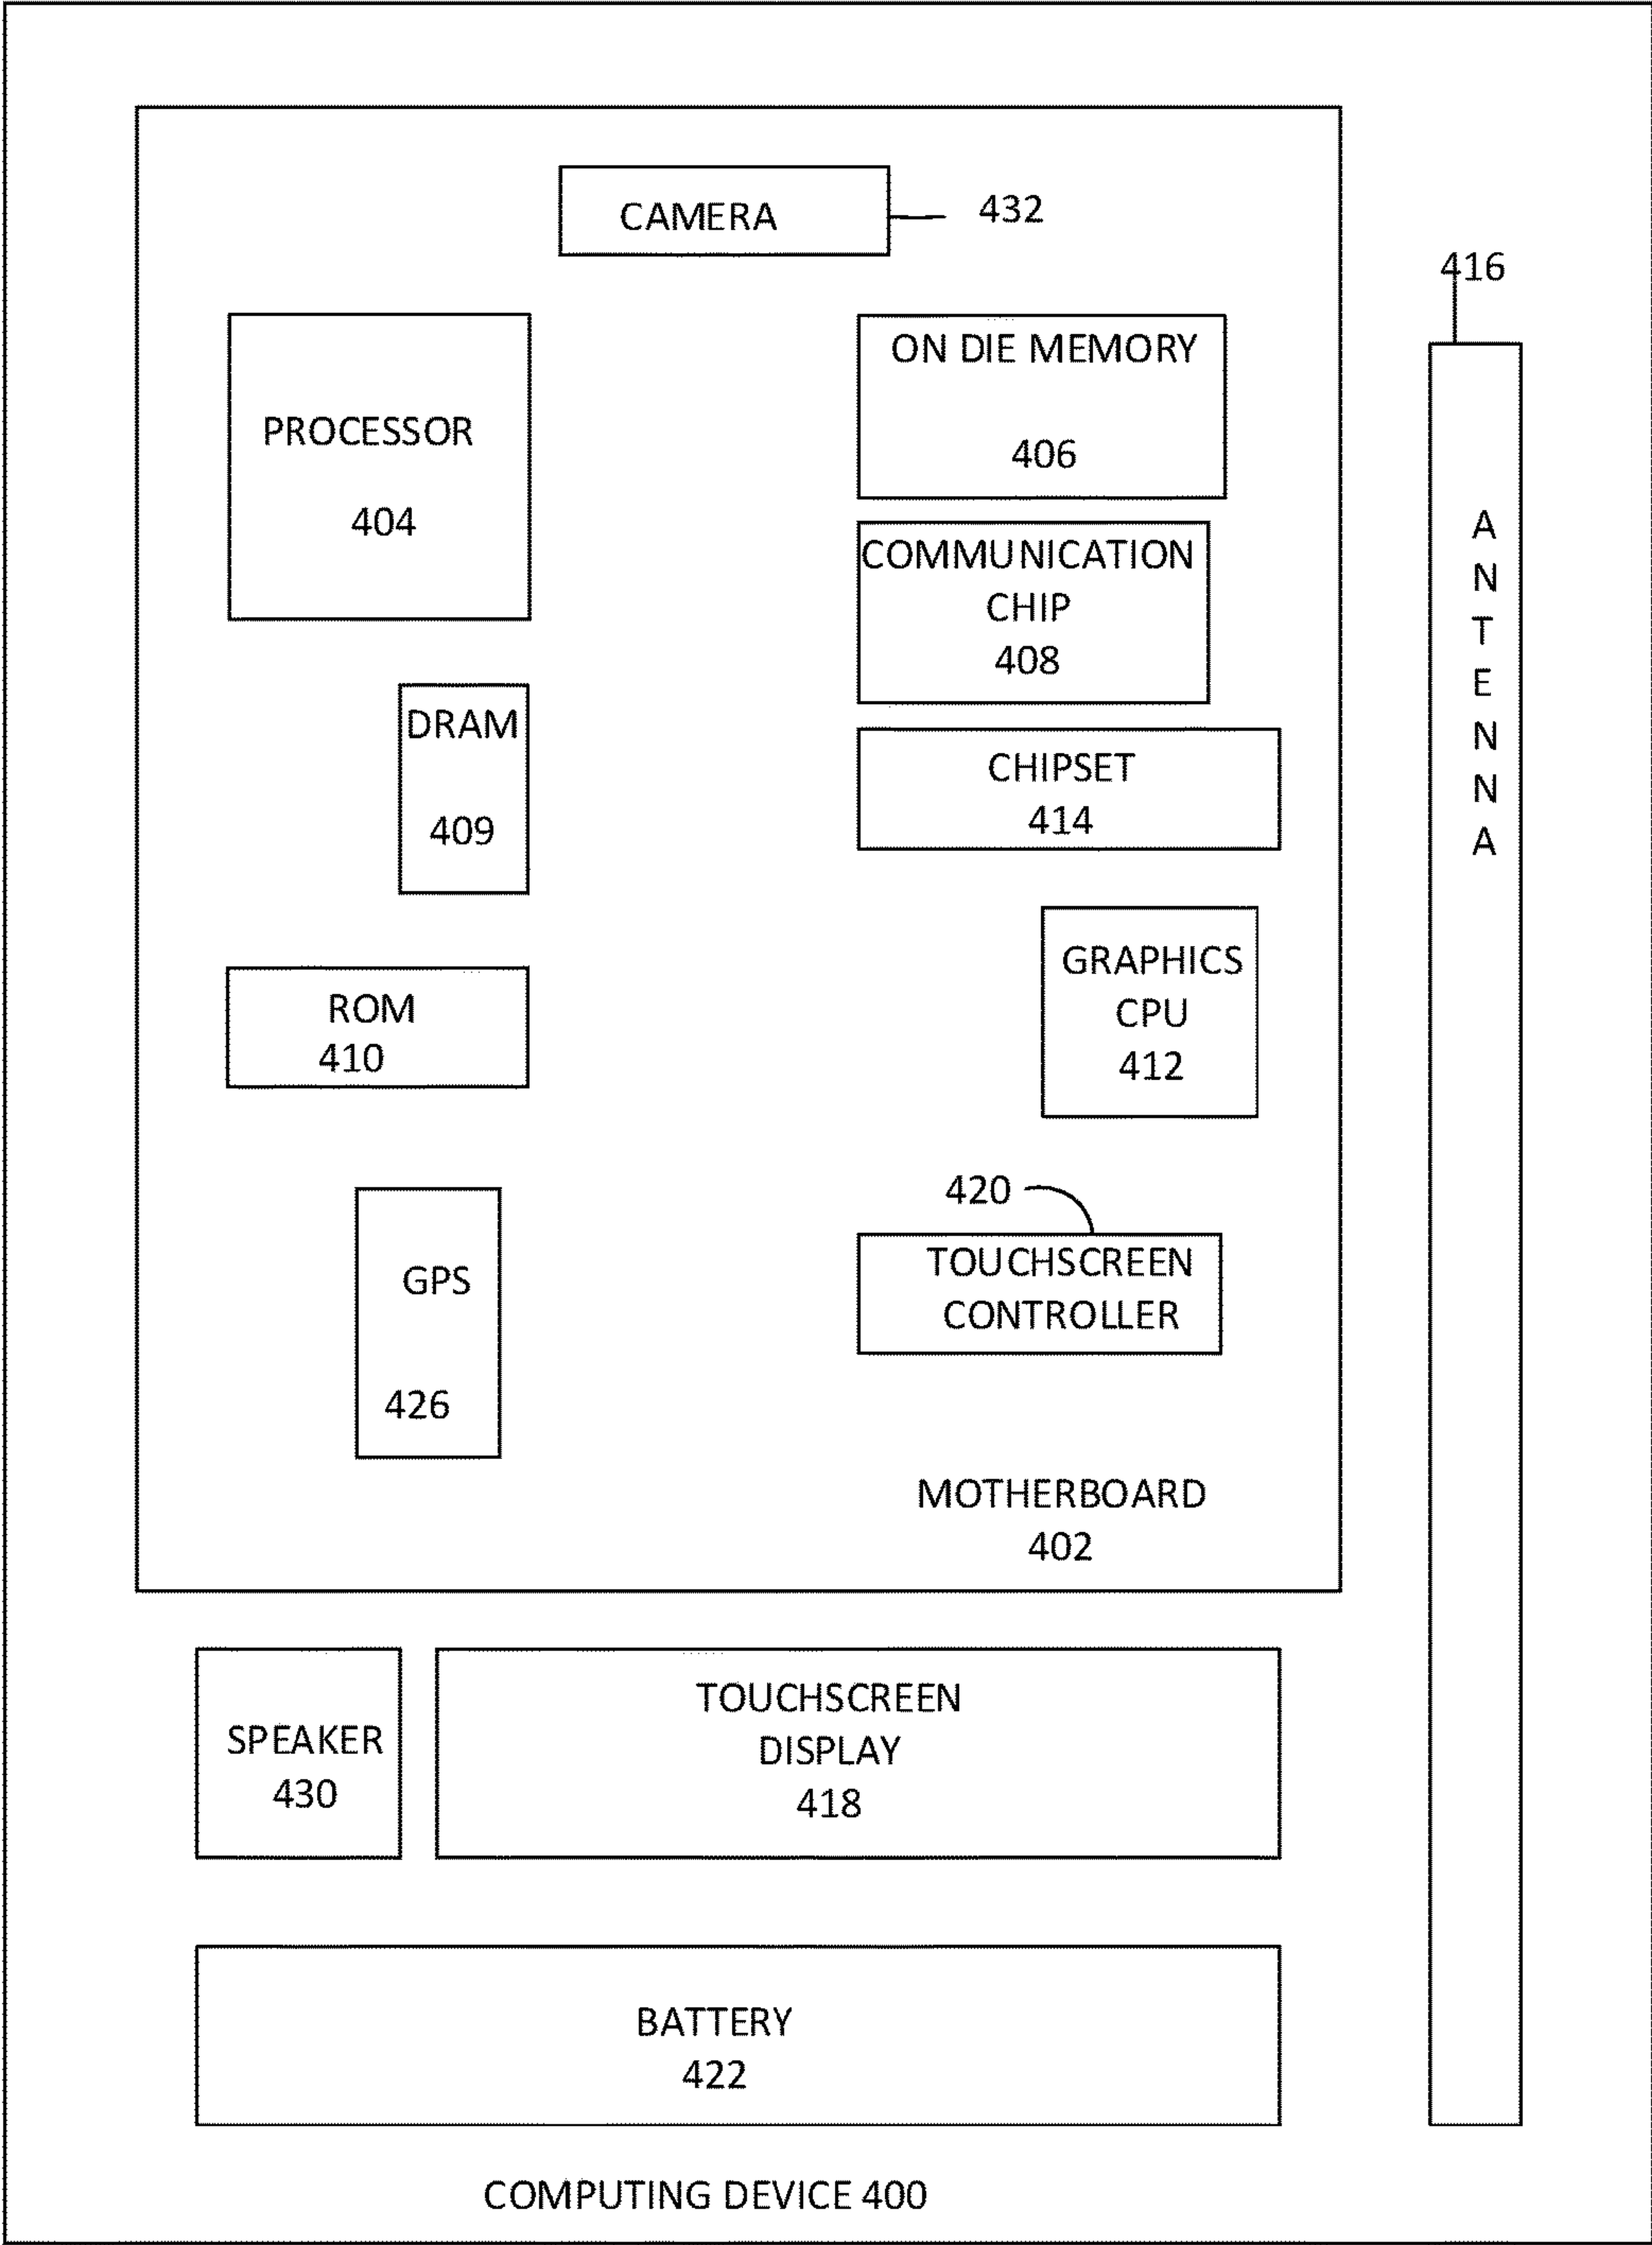 CAMERA
432
416
PROCESSOR
404
ON DIE MEMORY
406
COMMUNICATION
CHIP
408
DRAM
409
CHIPSET
414
ANTENNA
GRAPHICS
CPU
412
ROM
410
420
TOUCHSCREEN
CONTROLLER
GPS
426
MOTHERBOARD
402
SPEAKER
430
TOUCHSCREEN
DISPLAY
418
BATTERY
422
COMPUTING DEVICE 400